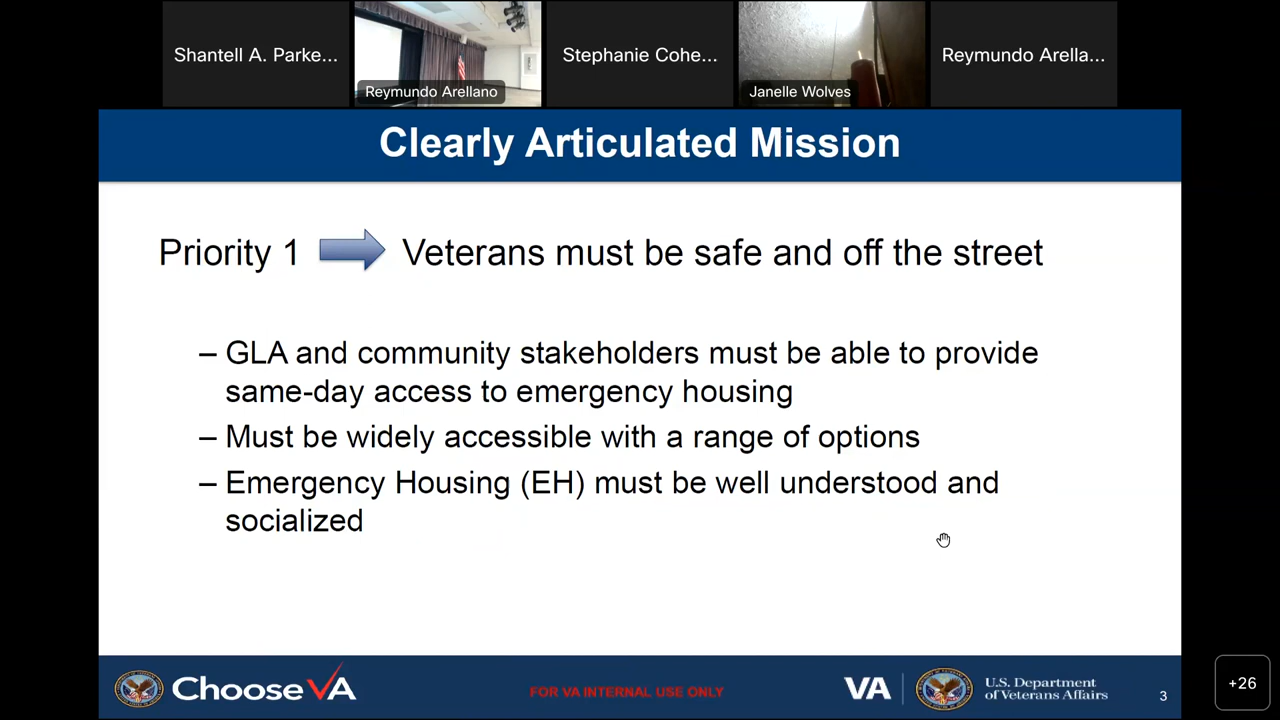 Shantell A. Parke...
Reymundo Arellano
Stephanie Cohe...
Janelle Wolves
Reymundo Arella...
Clearly Articulated Mission
Priority 1 Veterans must be safe and off the street
– GLA and community stakeholders must be able to provide
same-day access to emergency housing
– Must be widely accessible with a range of options
– Emergency Housing (EH) must be well understood and
socialized
ChooseVA
FOR VA INTERNAL USE ONLY
VA
U.S. Department
of Veterans Affairs
3
+26